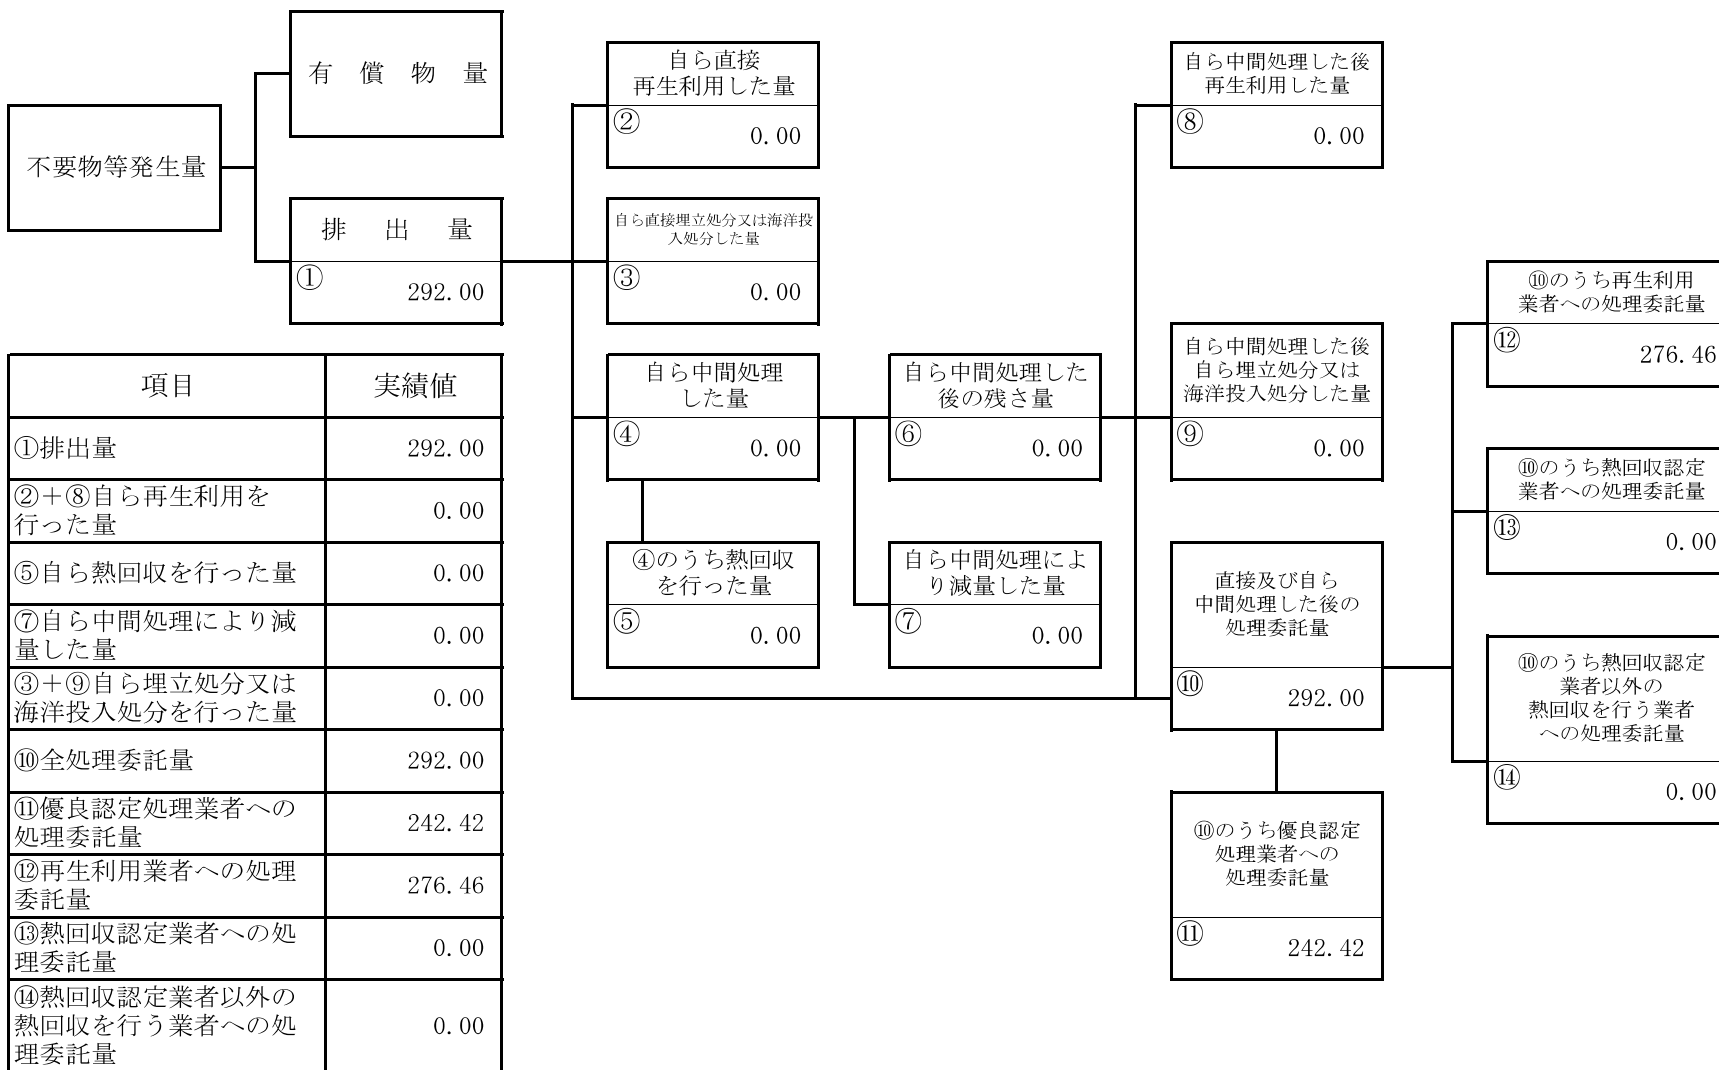 有償物量
不要物等発生量
排出量
①
292.00
自ら直接
再生利用した量
②
0.00
自ら直接埋立処分又は海洋投
入処分した量
③
0.00
自ら中間処理
した量
④
0.00
④のうち熱回収
を行った量
⑤
0.00
自ら中間処理した
後の残さ量
⑥
0.00
自ら中間処理によ
り減量した量
⑦
0.00
自ら中間処理した後
再生利用した量
⑧
0.00
自ら中間処理した後
自ら埋立処分又は
海洋投入処分した量
⑨
0.00
直接及び自ら
中間処理した後の
処理委託量
⑩
292.00
⑩のうち優良認定
処理業者への
処理委託量
⑪
242.42
⑩のうち再生利用
業者への処理委託量
⑫
276.46
⑩のうち熱回収認定
業者への処理委託量
⑬
0.00
⑩のうち熱回収認定
業者以外の
熱回収を行う業者
への処理委託量
⑭
0.00
項目 実績値
①排出量 292.00
②＋⑧自ら再生利用を
行った量 0.00
⑤自ら熱回収を行った量 0.00
⑦自ら中間処理により減
量した量 0.00
③＋⑨自ら埋立処分又は
海洋投入処分を行った量 0.00
⑩全処理委託量 292.00
⑪優良認定処理業者への
処理委託量 242.42
⑫再生利用業者への処理
委託量 276.46
⑬熱回収認定業者への処
理委託量 0.00
⑭熱回収認定業者以外の
熱回収を行う業者への処 0.00
理委託量